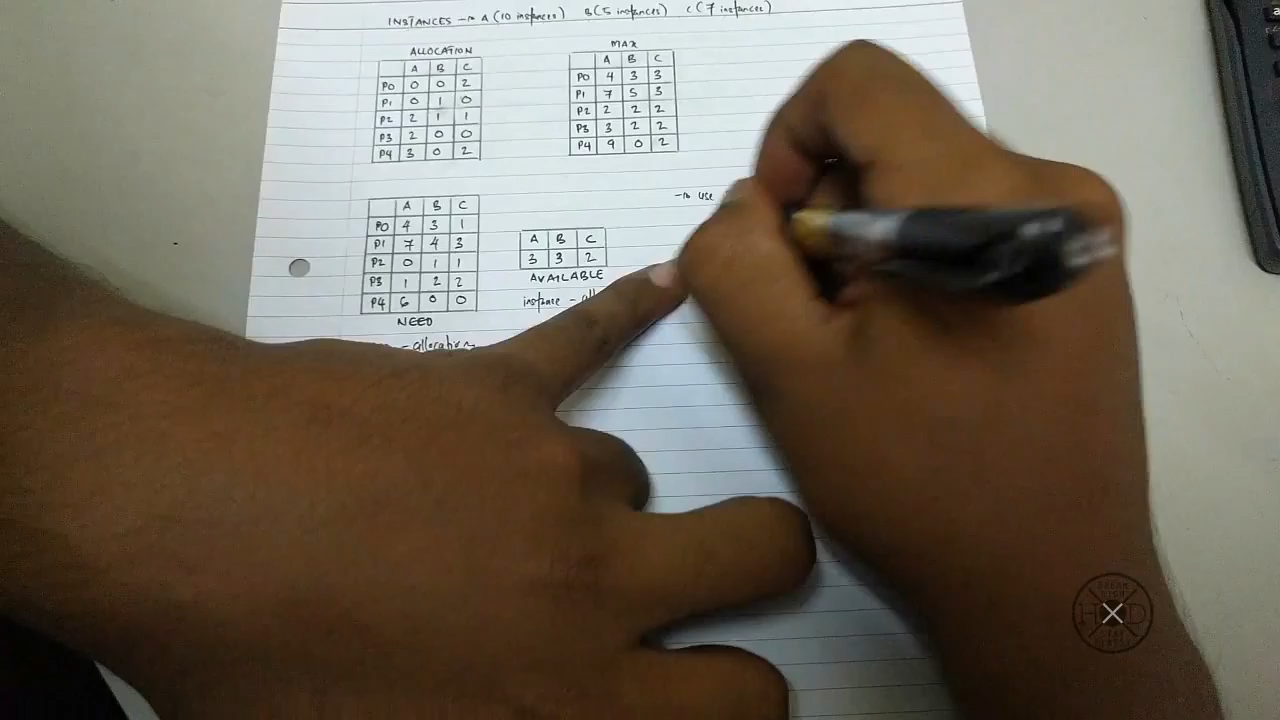 INSTANCES → A (10 instances) B (5 instances) C (7 instances)
ALLOCATION
A B C
P0 0 0 2
P1 0 1 0
P2 2 1 1
P3 2 0 0
P4 3 0 2
MAX
A B C
P0 4 3 3
P1 7 5 3
P2 2 2 2
P3 3 2 2
P4 9 0 2
→ use
A B C
P0 4 3 1
P1 7 4 3
P2 0 1 1
P3 1 2 2
P4 6 0 0
NEED
- allocation
A B C
3 3 2
AVAILABLE
instance -
H D